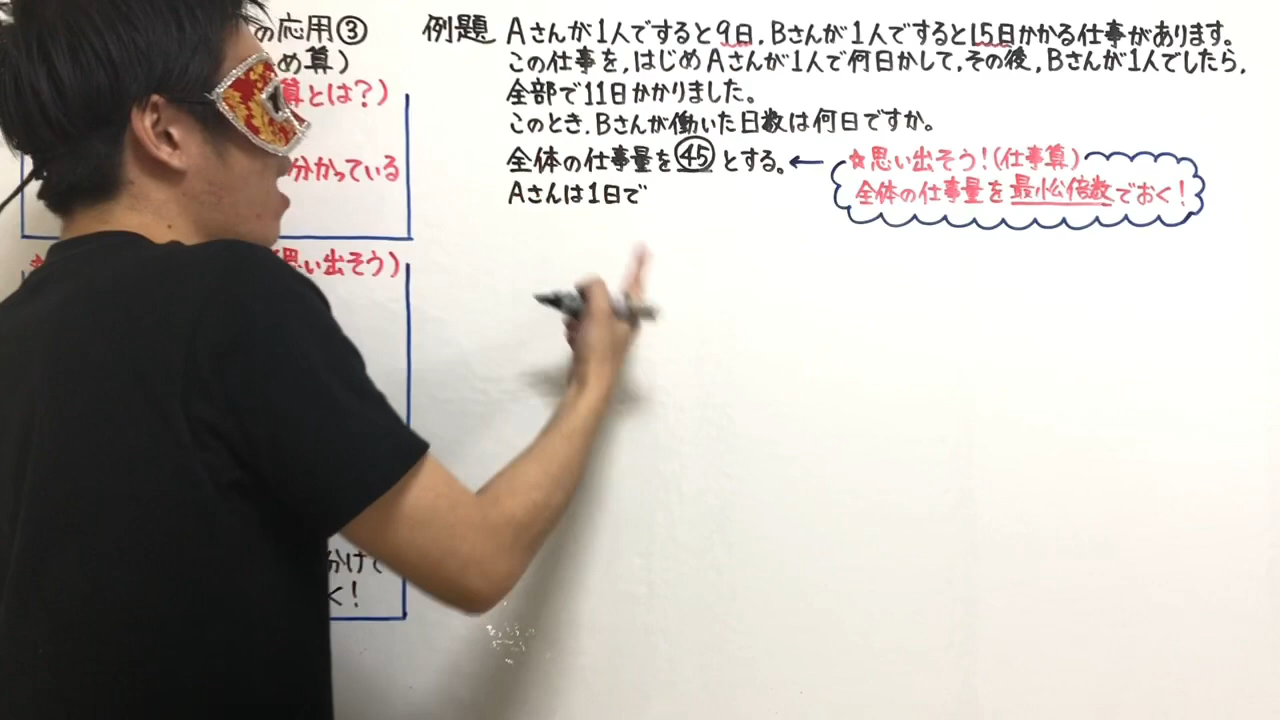 の応用③
め算)
算とは?)
分かっている
思い出そう)
分けて
く!
例題 Aさんが1人ですると9日,Bさんが1人ですると15日かかる仕事があります。
この仕事を,はじめAさんが1人で何日かして,その後,Bさんが1人でしたら,
全部で11日かかりました。
このとき,Bさんが働いた日数は何日ですか。
全体の仕事量を㊺とする。←
☆思い出そう!(仕事算)
全体の仕事量を最小公倍数でおく!
Aさんは1日で